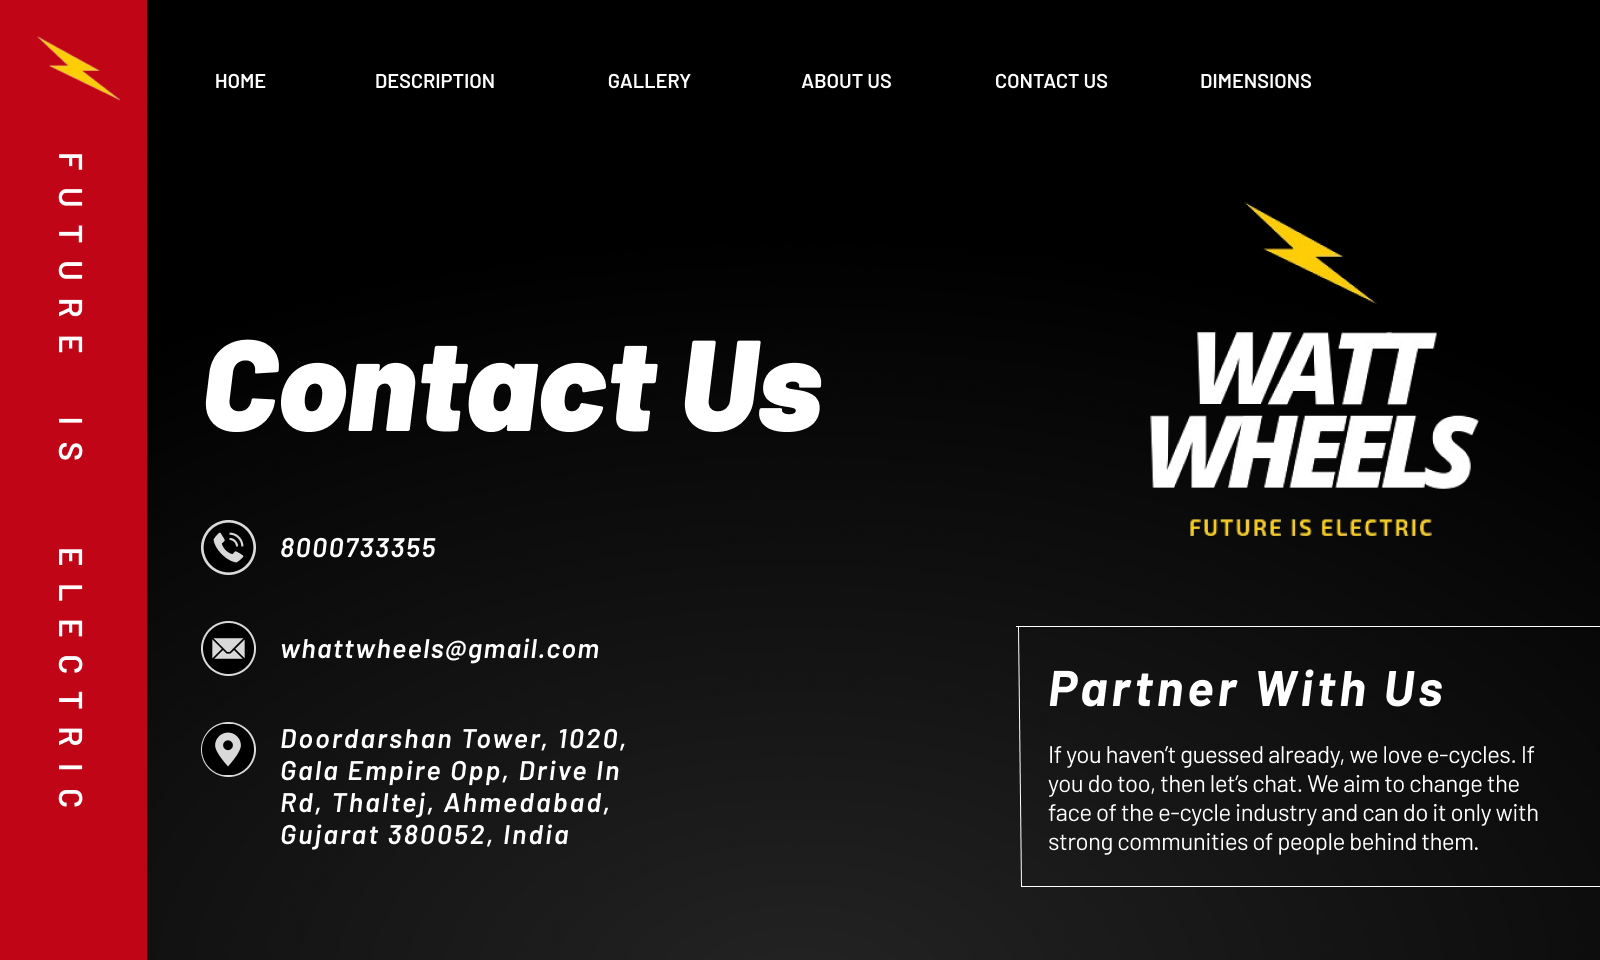 FUTURE IS ELECTRIC
HOME
DESCRIPTION
GALLERY
ABOUT US
CONTACT US
DIMENSIONS
Contact Us
8000733355
whattwheels@gmail.com
Doordarshan Tower, 1020,
Gala Empire Opp, Drive In
Rd, Thaltej, Ahmedabad,
Gujarat 380052, India
WATT
WHEELS
FUTURE IS ELECTRIC
Partner With Us
If you haven’t guessed already, we love e-cycles. If
you do too, then let’s chat. We aim to change the
face of the e-cycle industry and can do it only with
strong communities of people behind them.